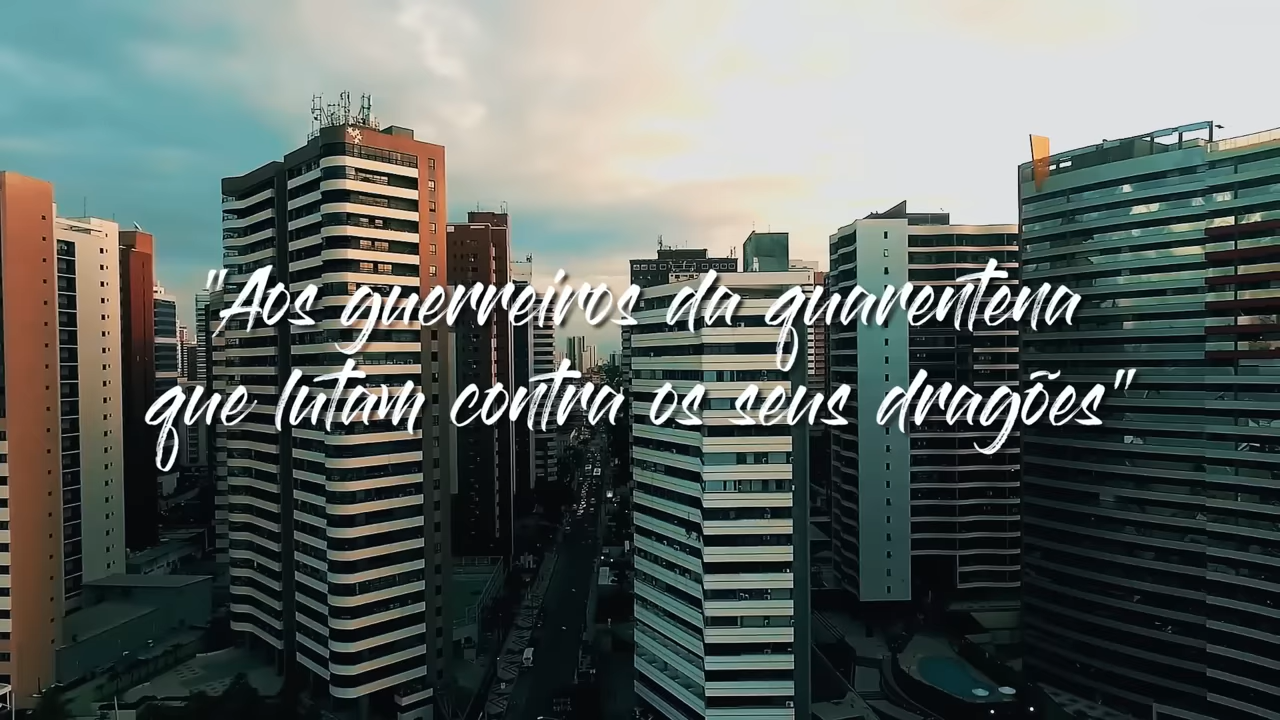 "Aos guerreiros da quarentena
que lutam contra os seus dragões"